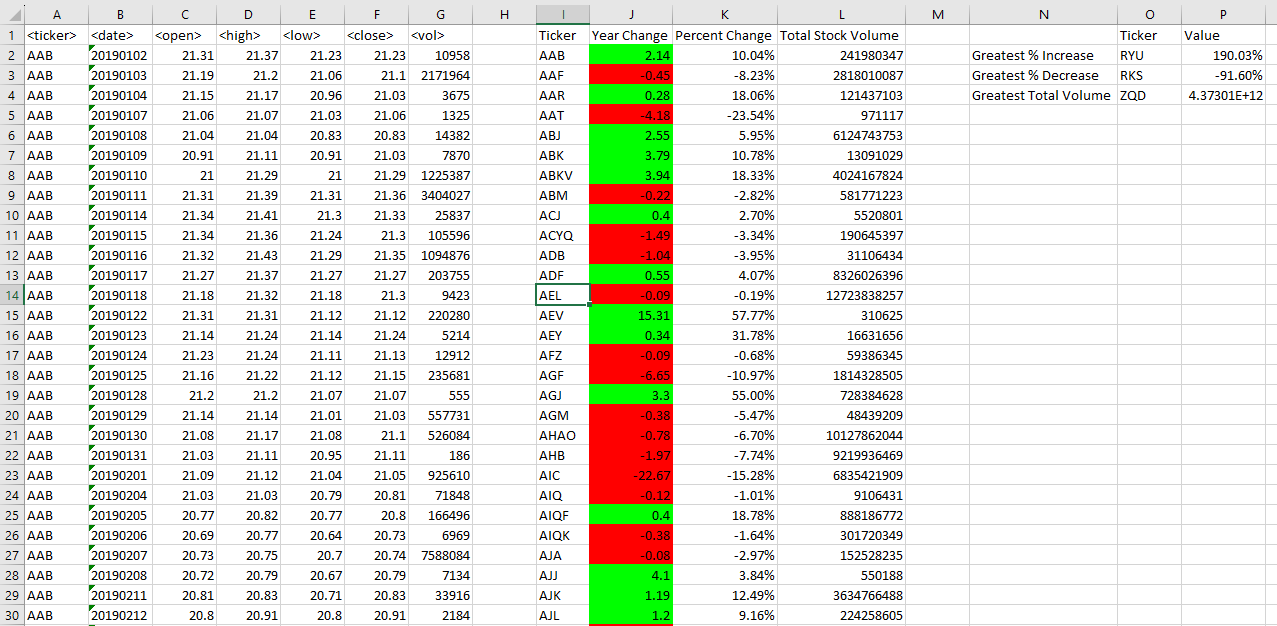 A B C D E F G H I J K L M N O P
1 <ticker> <date> <open> <high> <low> <close> <vol> Ticker Year Change Percent Change Total Stock Volume Ticker Value
2 AAB 20190102 21.31 21.37 21.23 21.23 10958 AAB 2.14 10.04% 241980347 Greatest % Increase RYU 190.03%
3 AAB 20190103 21.19 21.2 21.06 21.1 2171964 AAF -0.45 -8.23% 2818010087 Greatest % Decrease RKS -91.60%
4 AAB 20190104 21.15 21.17 20.96 21.03 3675 AAR 0.28 18.06% 121437103 Greatest Total Volume ZQD 4.37301E+12
5 AAB 20190107 21.06 21.07 21.03 21.06 1325 AAT -4.18 -23.54% 971117
6 AAB 20190108 21.04 21.04 20.83 20.83 14382 ABJ 2.55 5.95% 6124743753
7 AAB 20190109 20.91 21.11 20.91 21.03 7870 ABK 3.79 10.78% 13091029
8 AAB 20190110 21 21.29 21 21.29 1225387 ABKV 3.94 18.33% 4024167824
9 AAB 20190111 21.31 21.39 21.31 21.36 3404027 ABM -0.22 -2.82% 581771223
10 AAB 20190114 21.34 21.41 21.3 21.33 25837 ACJ 0.4 2.70% 5520801
11 AAB 20190115 21.34 21.36 21.24 21.3 105596 ACYQ -1.49 -3.34% 190645397
12 AAB 20190116 21.32 21.43 21.29 21.35 1094876 ADB -1.04 -3.95% 31106434
13 AAB 20190117 21.27 21.37 21.27 21.27 203755 ADF 0.55 4.07% 8326026396
14 AAB 20190118 21.18 21.32 21.18 21.3 9423 AEL -0.09 -0.19% 12723838257
15 AAB 20190122 21.31 21.31 21.12 21.12 220280 AEV 15.31 57.77% 310625
16 AAB 20190123 21.14 21.24 21.14 21.24 5214 AEY 0.34 31.78% 16631656
17 AAB 20190124 21.23 21.24 21.11 21.13 12912 AFZ -0.09 -0.68% 59386345
18 AAB 20190125 21.16 21.22 21.12 21.15 235681 AGF -6.65 -10.97% 1814328505
19 AAB 20190128 21.2 21.2 21.07 21.07 555 AGJ 3.3 55.00% 728384628
20 AAB 20190129 21.14 21.14 21.01 21.03 557731 AGM -0.38 -5.47% 48439209
21 AAB 20190130 21.08 21.17 21.08 21.1 526084 AHAO -0.78 -6.70% 10127862044
22 AAB 20190131 21.03 21.11 20.95 21.11 186 AHB -1.97 -7.74% 9219936469
23 AAB 20190201 21.09 21.12 21.04 21.05 925610 AIC -22.67 -15.28% 6835421909
24 AAB 20190204 21.03 21.03 20.79 20.81 71848 AIQ -0.12 -1.01% 9106431
25 AAB 20190205 20.77 20.82 20.77 20.8 166496 AIQF 0.4 18.78% 888186772
26 AAB 20190206 20.69 20.77 20.64 20.73 6969 AIQK -0.38 -1.64% 301720349
27 AAB 20190207 20.73 20.75 20.7 20.74 7588084 AJA -0.08 -2.97% 152528235
28 AAB 20190208 20.72 20.79 20.67 20.79 7134 AJJ 4.1 3.84% 550188
29 AAB 20190211 20.81 20.83 20.71 20.83 33916 AJK 1.19 12.49% 3634766488
30 AAB 20190212 20.8 20.91 20.8 20.91 2184 AJL 1.2 9.16% 224258605